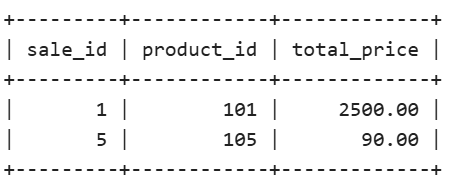 +---------+------------+-------------+
| sale_id | product_id | total_price |
+---------+------------+-------------+
|       1 |        101 |     2500.00 |
|       5 |        105 |       90.00 |
+---------+------------+-------------+